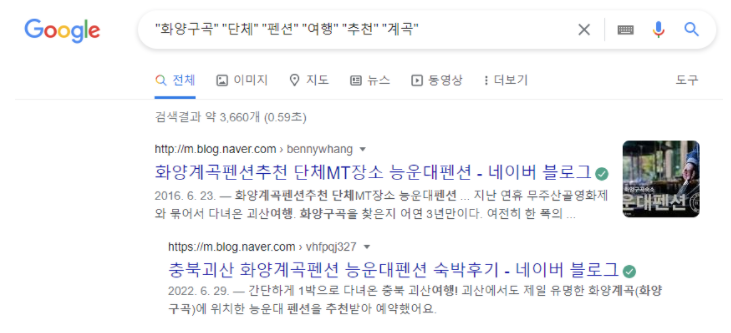 Google "화양구곡" "단체" "펜션" "여행" "추천" "계곡"
전체 이미지 지도 뉴스 동영상 더보기 도구
검색결과 약 3,660개 (0.59초)
http://m.blog.naver.com › bennywhang
화양계곡펜션추천 단체MT장소 능운대펜션 - 네이버 블로그
2016. 6. 23. — 화양계곡펜션추천 단체MT장소 능운대펜션 ... 지난 연휴 무주산골영화제
와 묶어서 다녀온 괴산여행. 화양구곡을 찾은지 어연 3년만이다. 여전히 한 폭의 ...
운대펜션
https://m.blog.naver.com › vhfpqj327
충북괴산 화양계곡펜션 능운대펜션 숙박후기 - 네이버 블로그
2022. 6. 29. — 간단하게 1박으로 다녀온 충북 괴산여행! 괴산에서도 제일 유명한 화양계곡(화양
구곡)에 위치한 능운대 펜션을 추천받아 예약했어요.